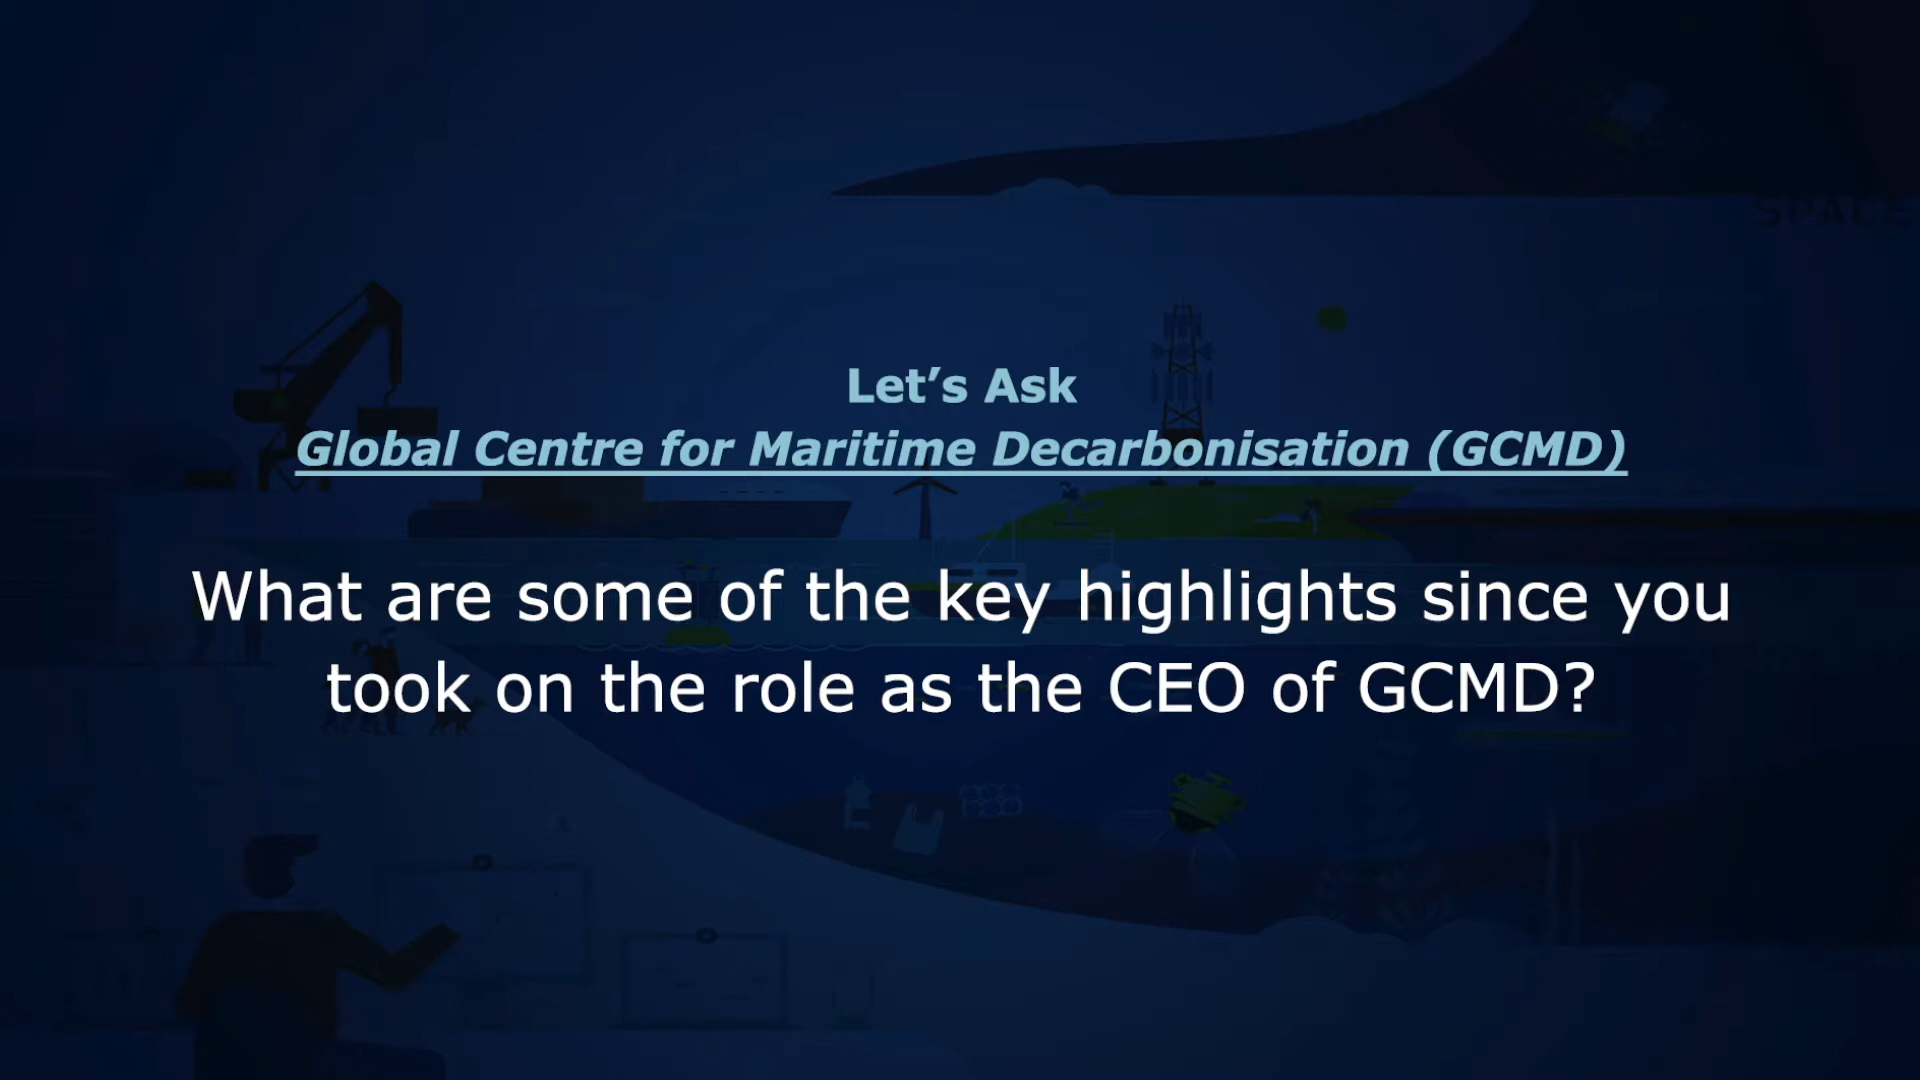 SPACE
Let’s Ask
Global Centre for Maritime Decarbonisation (GCMD)
What are some of the key highlights since you
took on the role as the CEO of GCMD?